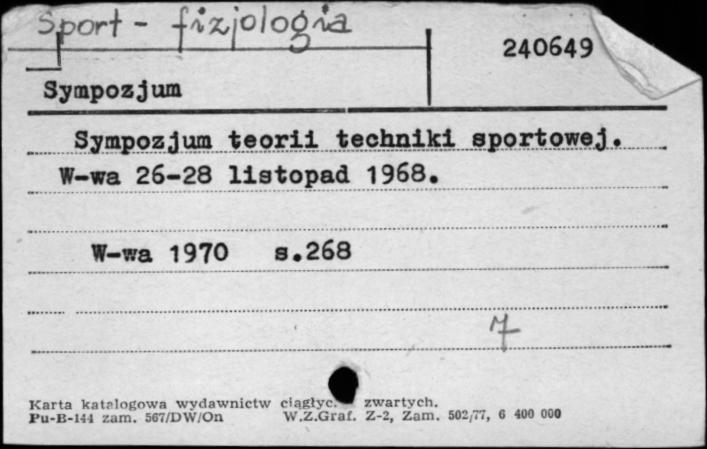 Sport - fizjologia
240649
Sympozjum
Sympozjum teorii techniki sportowej.
W-wa 26-28 listopad 1968.
W-wa 1970 s.268
7
Karta katalogowa wydawnictw ciągłyc. zwartych.
Pu-B-144 zam. 567/DW/On W.Z.Graf. Z-2, Zam. 502/77, 6 400 000